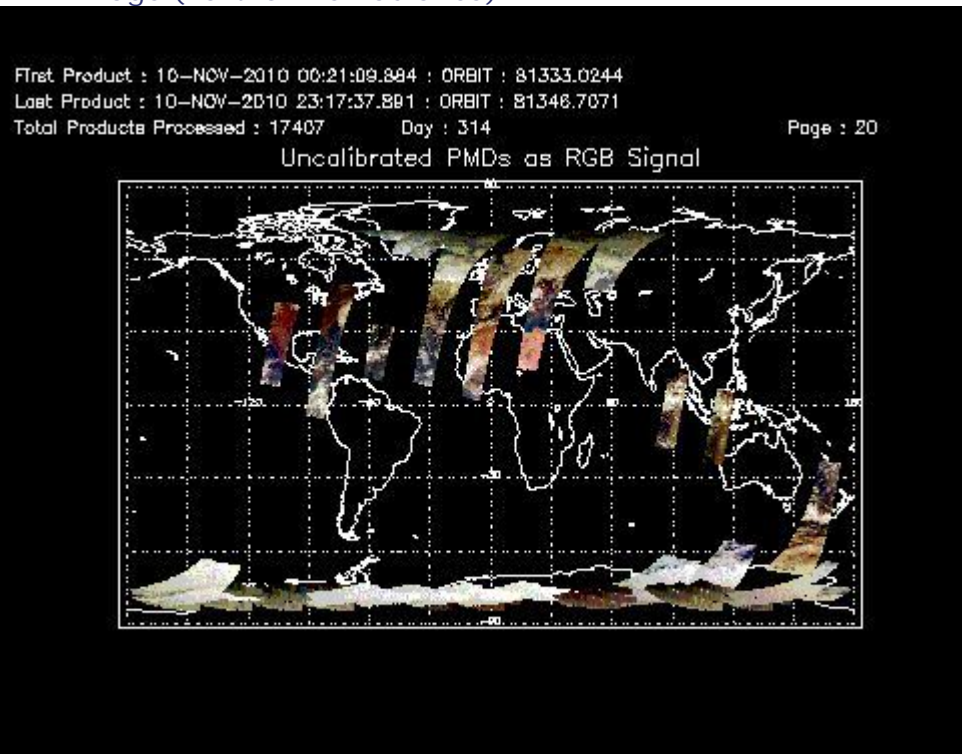 First Product : 10-NOV-2010 00:21:09.884 : ORBIT : 81333.0244
Last Product : 10-NOV-2010 23:17:37.891 : ORBIT : 81346.7071
Total Products Processed : 17407 Day : 314 Page : 20
Uncalibrated PMDs as RGB Signal
-120
180
-30
-90